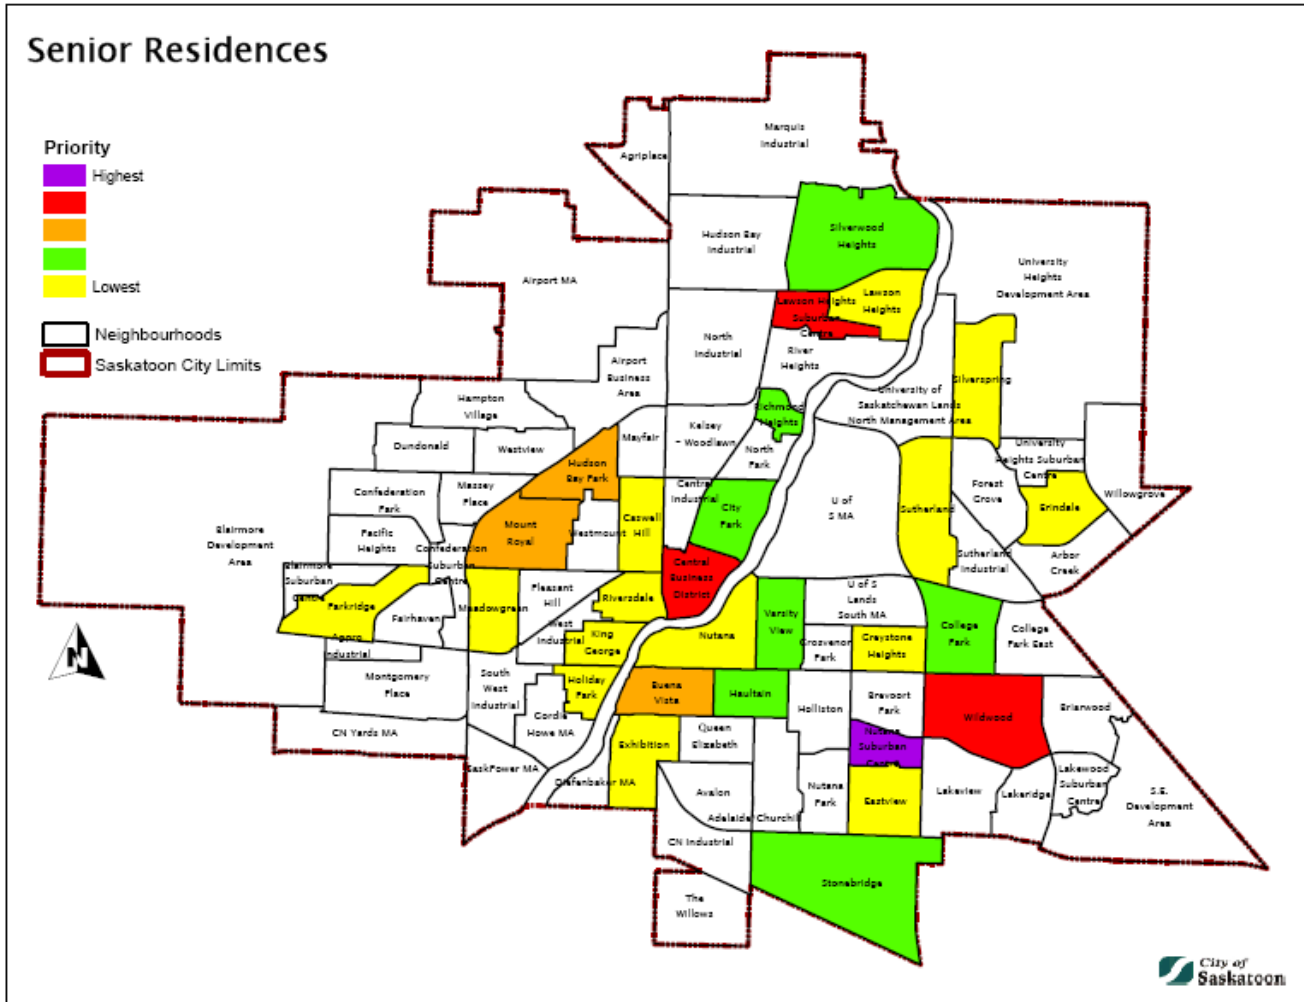 Senior Residences
Priority
Highest
Lowest
Neighbourhoods
Saskatoon City Limits
Marquis
Industrial
Agriplace
Silverwood
Heights
Hudson Bay
Industrial
University
Heights
Development Area
Airport MA
Lawson
Heights
Lawson Heights
Suburban
Centre
North
Industrial
River
Heights
Airport
Business
Area
Silverspring
University of
Saskatchewan Lands
North Management Area
Hampton
Village
Richmond
Heights
Kelsey
- Woodlawn
Mayfair
Dundonald
Westview
North
Park
University
Heights Suburban
Centre
Hudson
Bay Park
Massey
Place
Central
Industrial
Forest
Grove
Willowgrove
Confederation
Park
City
Park
U of
S MA
Sutherland
Erindale
Mount
Royal
Westmount
Caswell
Hill
Blairmore
Development
Area
Pacific
Heights
Confederation
Suburban
Centre
Central
Business
District
Sutherland
Industrial
Arbor
Creek
Blairmore
Suburban
Centre
Parkridge
Fairhaven
Meadowgreen
Pleasant
Hill
Riversdale
U of S
Lands
South MA
Varsity
View
College
Park
College
Park East
West
Industrial
King
George
Nutana
Grosvenor
Park
Greystone
Heights
Agpro
Industrial
Montgomery
Place
South
West
Industrial
Holiday
Park
Buena
Vista
Haultain
Holliston
Brevoort
Park
Wildwood
Briarwood
Gordie
Howe MA
CN Yards MA
Exhibition
Queen
Elizabeth
Nutana
Suburban
Centre
SaskPower MA
Diefenbaker MA
Avalon
Nutana
Park
Eastview
Lakeview
Lakeridge
Lakewood
Suburban
Centre
S.E.
Development
Area
Adelaide/Churchill
CN Industrial
Stonebridge
The
Willows
N
City of
Saskatoon